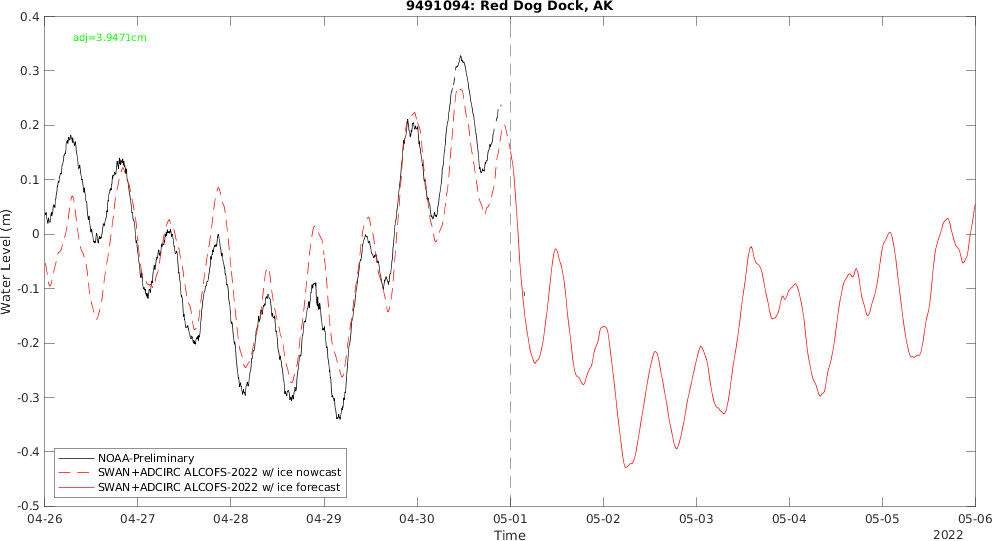 9491094: Red Dog Dock, AK
adj=3.9471cm
0.4
0.3
0.2
0.1
0
-0.1
-0.2
-0.3
-0.4
-0.5
Water Level (m)
NOAA-Preliminary
SWAN+ADCIRC ALCOFS-2022 w/ ice nowcast
SWAN+ADCIRC ALCOFS-2022 w/ ice forecast
04-26 04-27 04-28 04-29 04-30 05-01 05-02 05-03 05-04 05-05 05-06
Time
2022